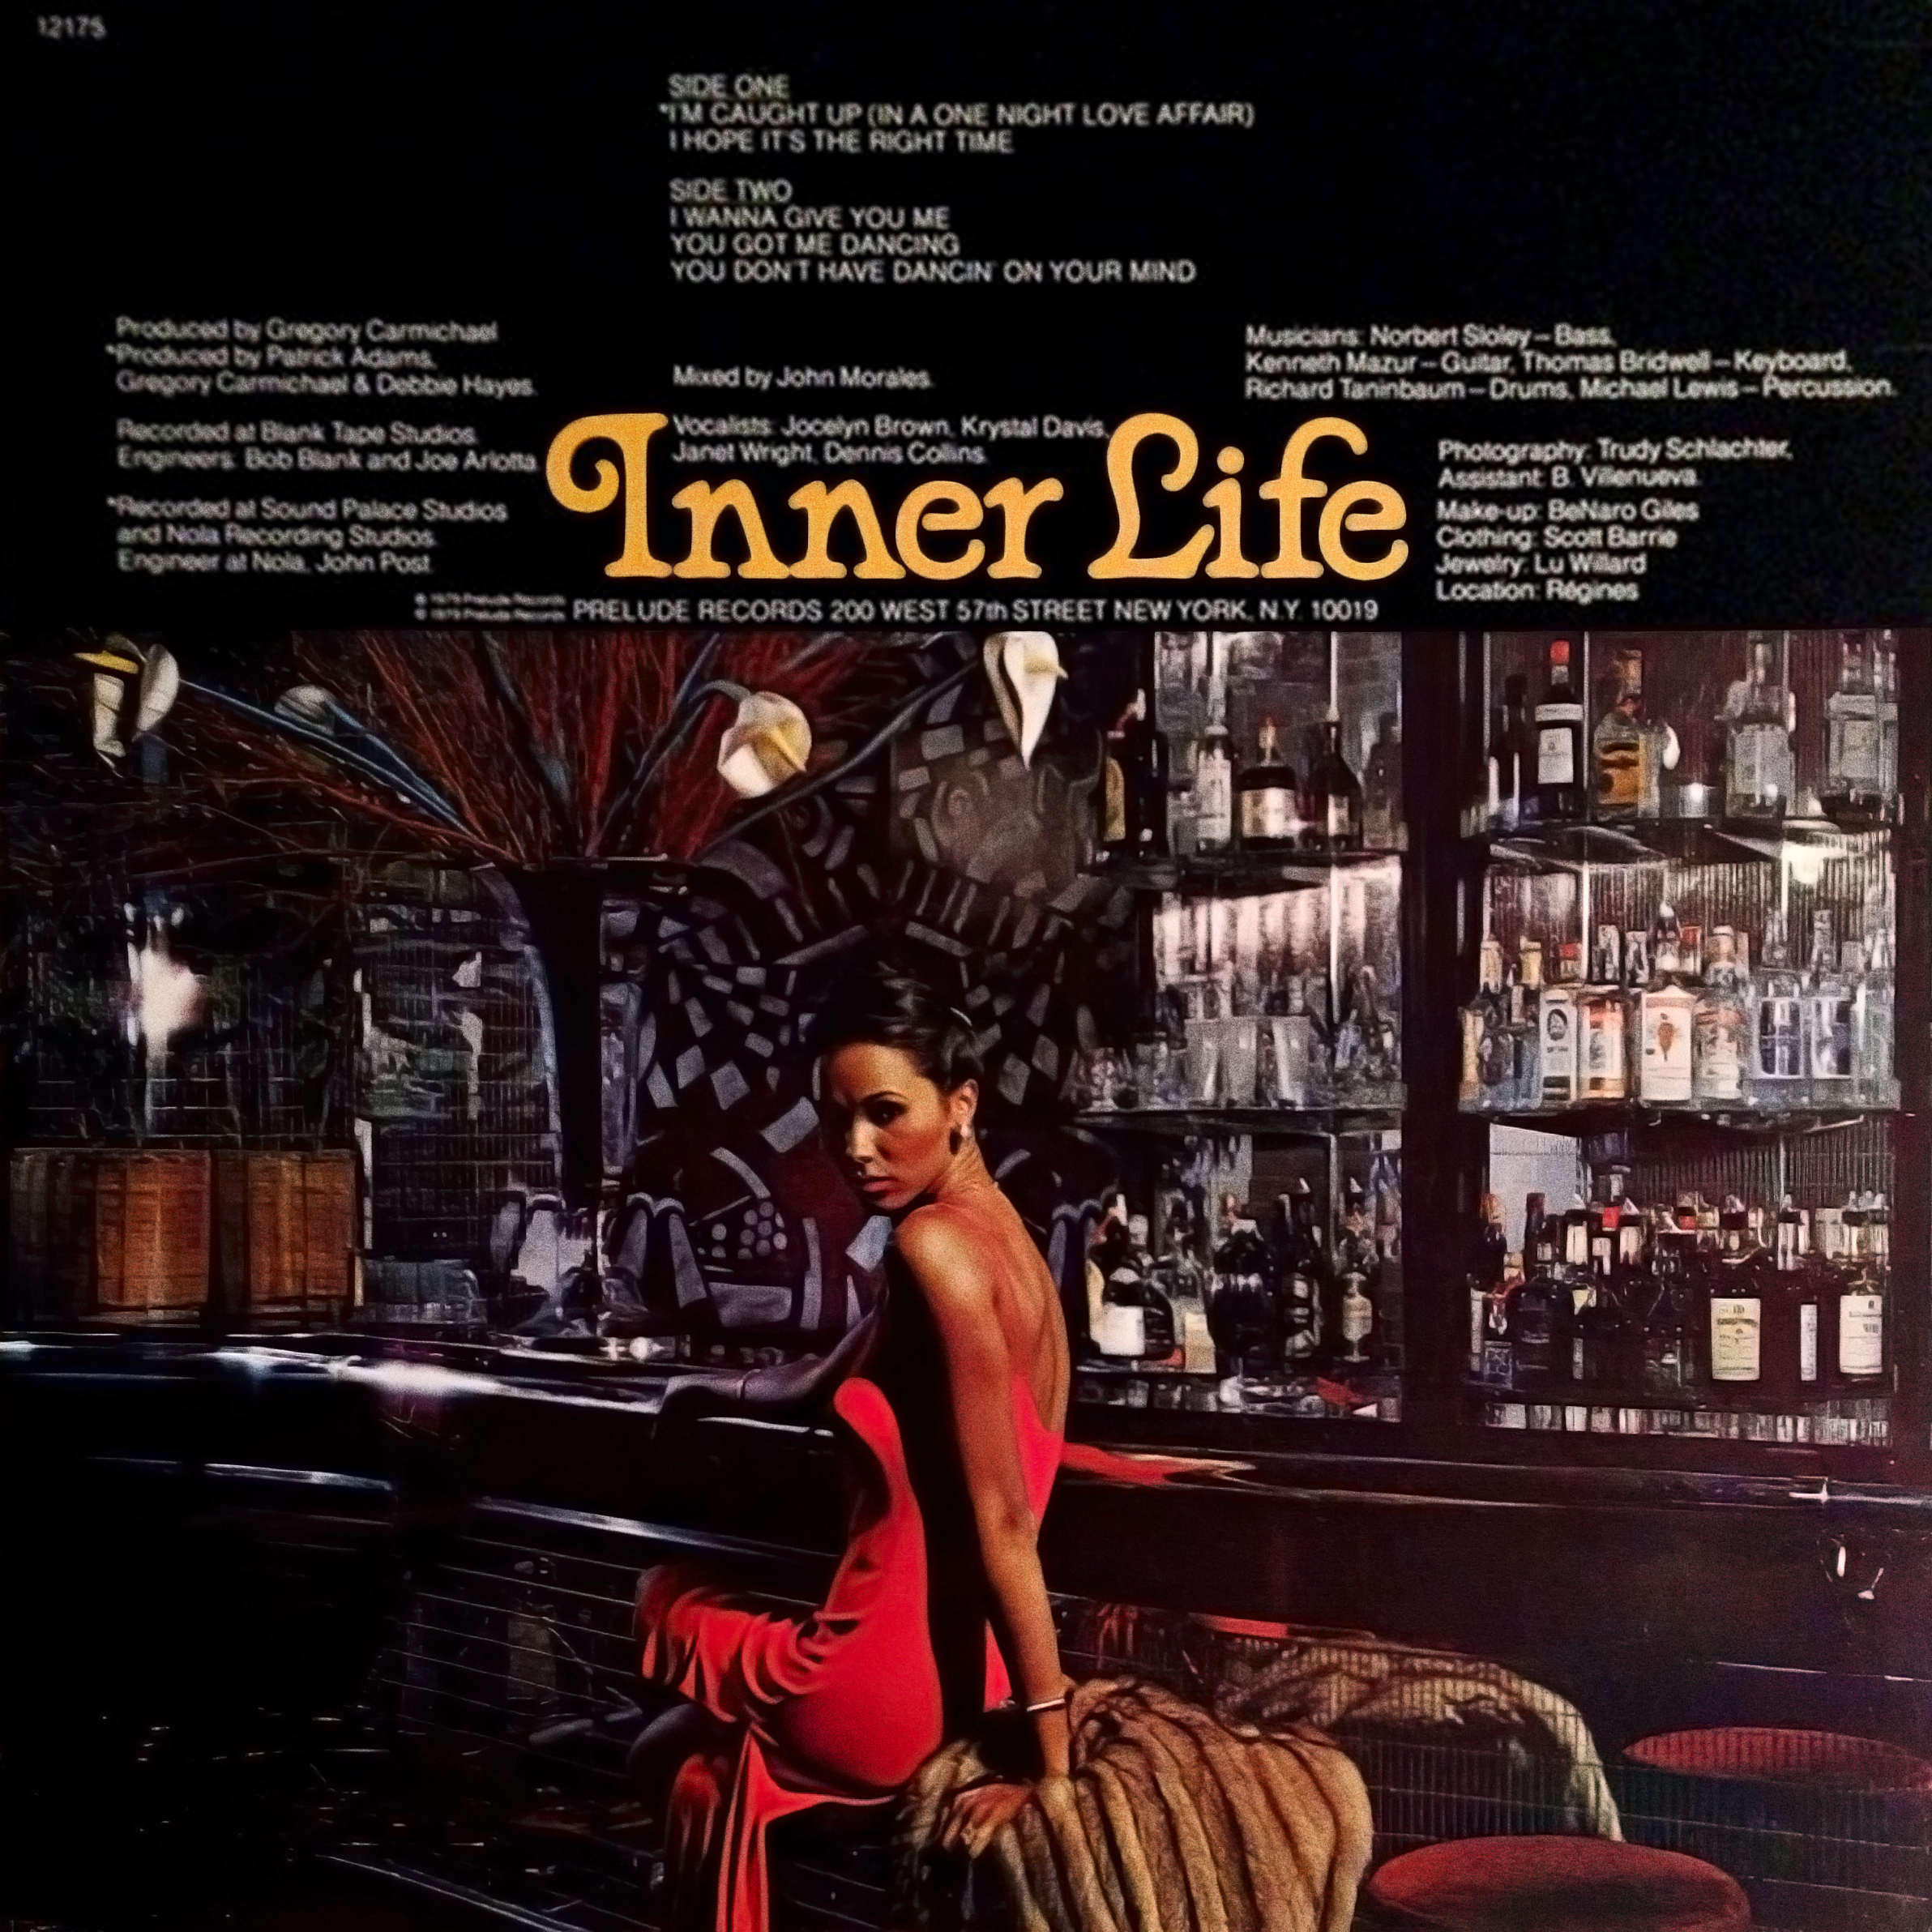 12175
SIDE ONE
*I'M CAUGHT UP (IN A ONE NIGHT LOVE AFFAIR)
I HOPE IT'S THE RIGHT TIME
SIDE TWO
I WANNA GIVE YOU ME
YOU GOT ME DANCING
YOU DON'T HAVE DANCIN' ON YOUR MIND
Produced by Gregory Carmichael
*Produced by Patrick Adams,
Gregory Carmichael & Debbie Hayes.
Recorded at Blank Tape Studios.
Engineers: Bob Blank and Joe Arlotta
*Recorded at Sound Palace Studios
and Nola Recording Studios.
Engineer at Nola, John Post
Mixed by John Morales.
Vocalists: Jocelyn Brown, Krystal Davis,
Janet Wright, Dennis Collins.
Musicians: Norbert Sloley – Bass,
Kenneth Mazur – Guitar, Thomas Bridwell – Keyboard,
Richard Taninbaum – Drums, Michael Lewis – Percussion.
Photography: Trudy Schlachter,
Assistant: B. Villenueva.
Make-up: BeNaro Giles
Clothing: Scott Barrie
Jewelry: Lu Willard
Location: Régines
Inner Life
℗ 1979 Prelude Records
© 1979 Prelude Records
PRELUDE RECORDS 200 WEST 57th STREET NEW YORK, N.Y. 10019